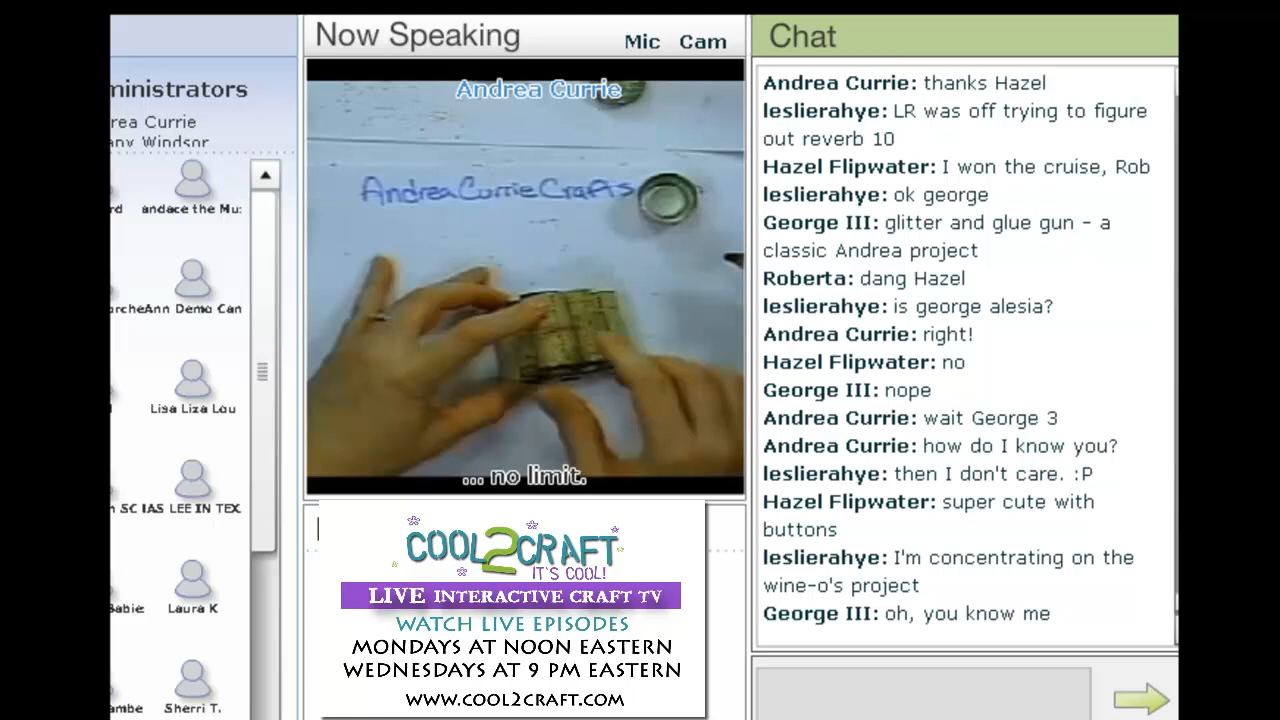 ministrators
rea Currie
any Windsor
rd
andace the Mu:
rche
Ann Demo Can
Lisa Liza Lou
SC IAS LEE IN TEX
Babie
Laura K
ambe
Sherri T.
Now Speaking
Mic Cam
Andrea Currie
AndreaCurrieCrafts
... no limit.
COOL2CRAFT
IT'S COOL!
LIVE INTERACTIVE CRAFT TV
WATCH LIVE EPISODES
MONDAYS AT NOON EASTERN
WEDNESDAYS AT 9 PM EASTERN
WWW.COOL2CRAFT.COM
Chat
Andrea Currie: thanks Hazel
leslierahye: LR was off trying to figure
out reverb 10
Hazel Flipwater: I won the cruise, Rob
leslierahye: ok george
George III: glitter and glue gun - a
classic Andrea project
Roberta: dang Hazel
leslierahye: is george alesia?
Andrea Currie: right!
Hazel Flipwater: no
George III: nope
Andrea Currie: wait George 3
Andrea Currie: how do I know you?
leslierahye: then I don't care. :P
Hazel Flipwater: super cute with
buttons
leslierahye: I'm concentrating on the
wine-o's project
George III: oh, you know me